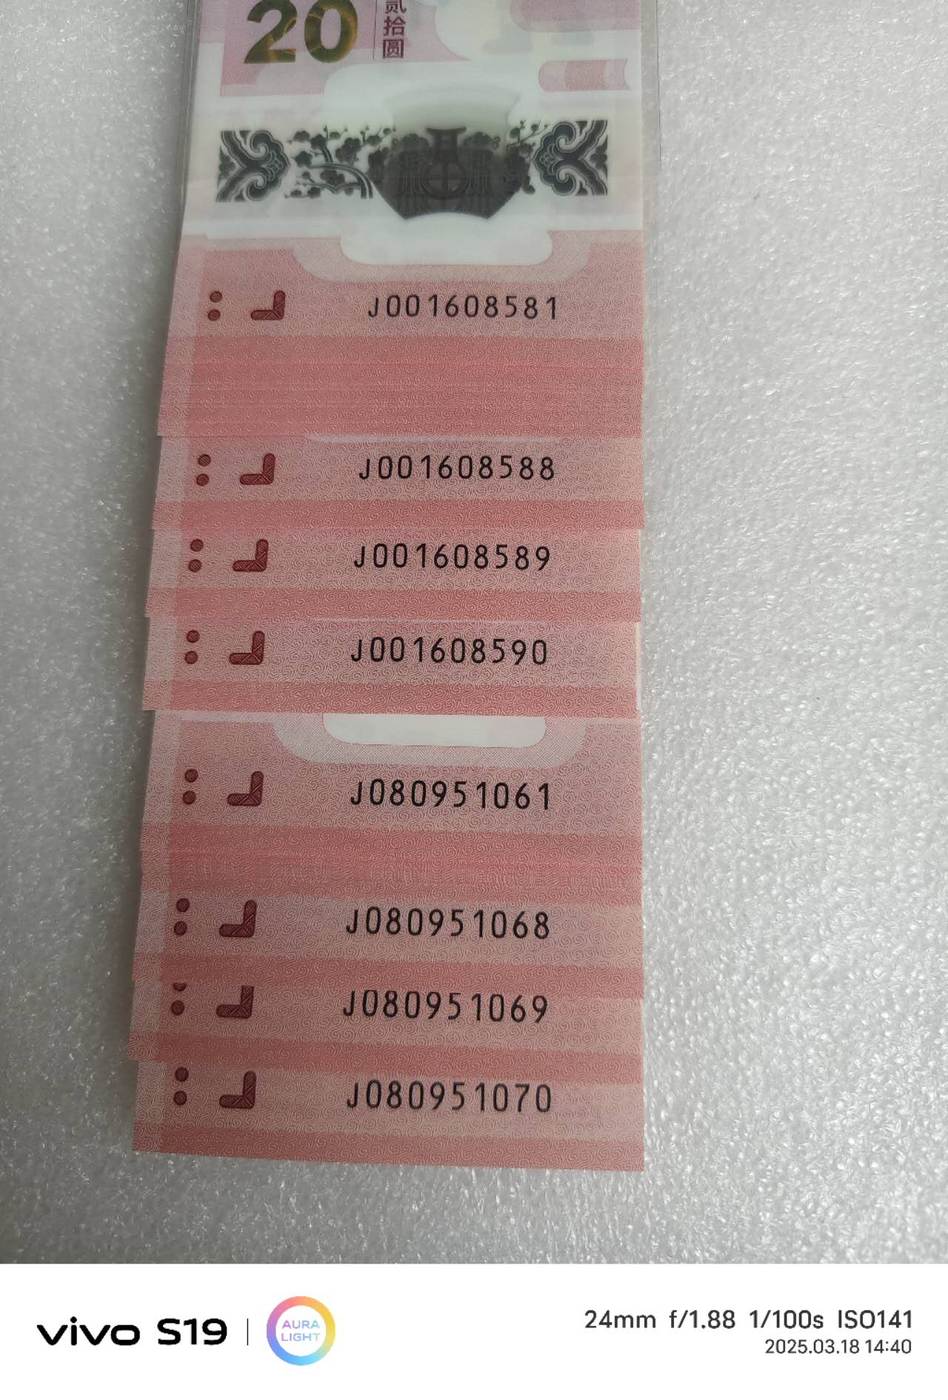 20
贰拾圆
J001608581
J001608588
J001608589
J001608590
J080951061
J080951068
J080951069
J080951070
vivo S19
AURA
LIGHT
24mm f/1.88 1/100s ISO141
2025.03.18 14:40